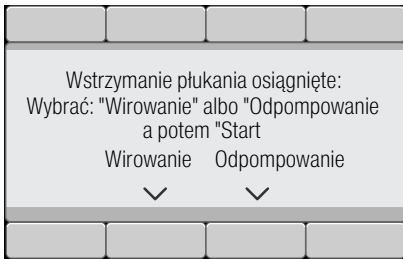 Wstrzymanie płukania osiągnięte:
Wybrać: "Wirowanie" albo "Odpompowanie
a potem "Start
Wirowanie Odpompowanie